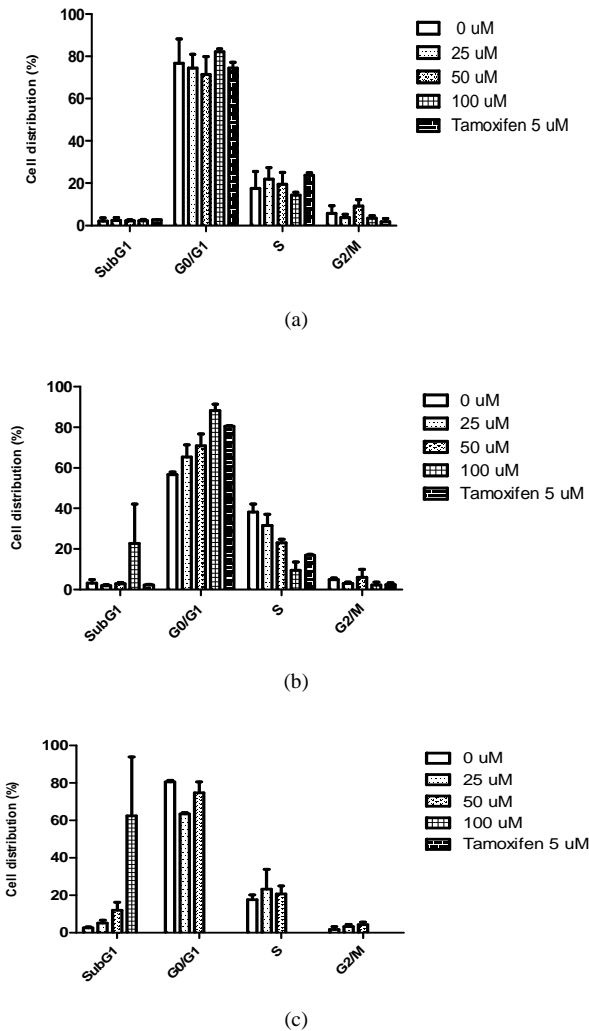 0 uM
25 uM
50 uM
100 uM
Tamoxifen 5 uM
Cell distribution (%)
100
80
60
40
20
0
SubG1 G0/G1 S G2/M
(a)
0 uM
25 uM
50 uM
100 uM
Tamoxifen 5 uM
Cell distribution (%)
100
80
60
40
20
0
SubG1 G0/G1 S G2/M
(b)
0 uM
25 uM
50 uM
100 uM
Tamoxifen 5 uM
Cell distribution (%)
100
80
60
40
20
0
SubG1 G0/G1 S G2/M
(c)